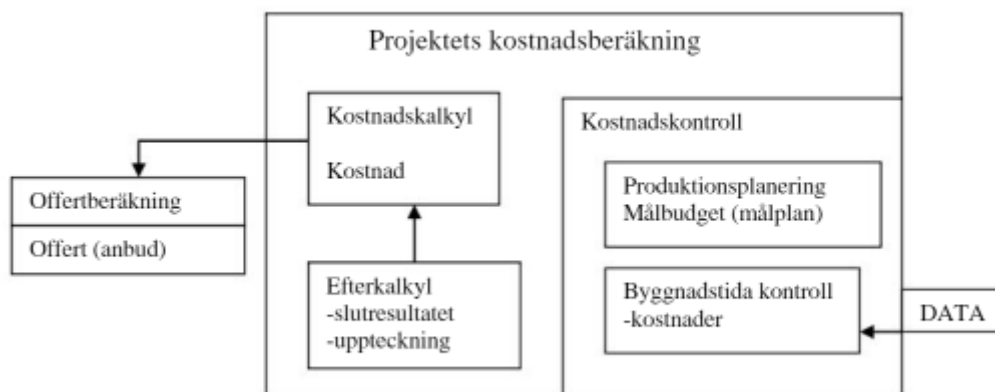 Projektets kostnadsberäkning
Kostnadskalkyl
Kostnad
Kostnadskontroll
Offertberäkning
Offert (anbud)
Produktionsplanering
Målbudget (målplan)
Efterkalkyl
-slutresultatet
-uppteckning
Byggnadstida kontroll
-kostnader
DATA